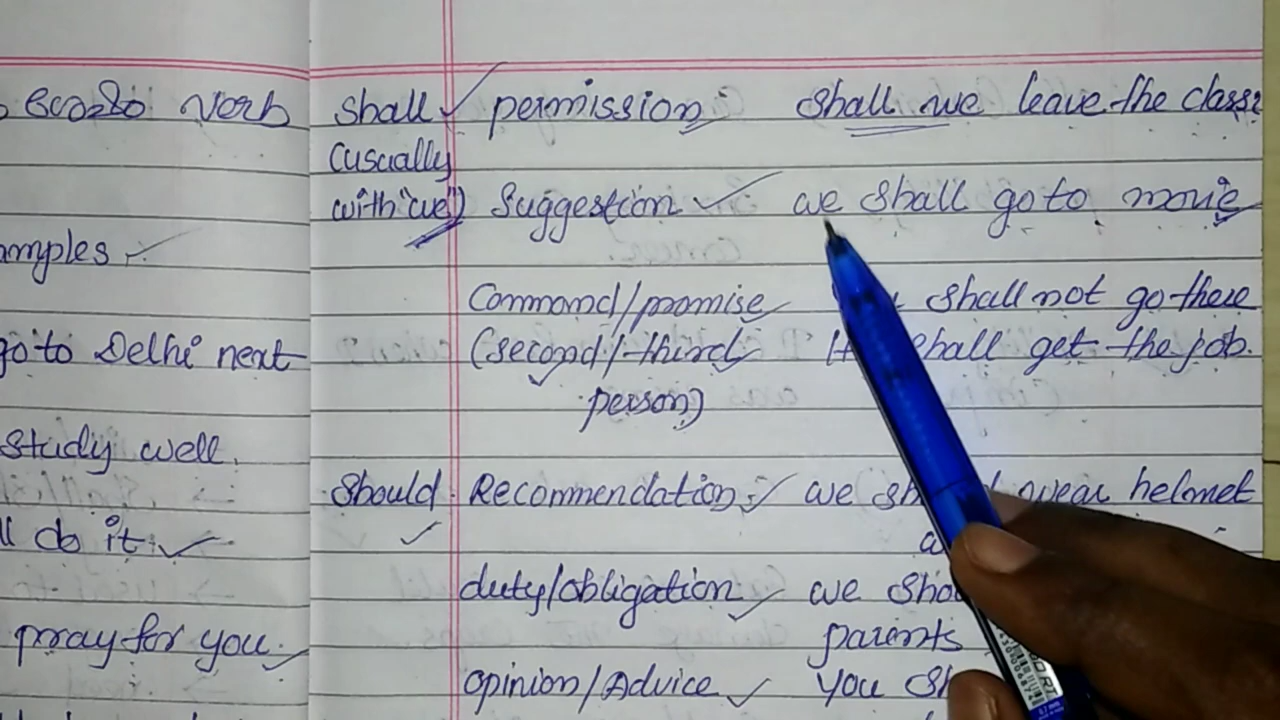 verb
amples
go to Delhi next
study well.
do it.
pray for you.
shall permission: Shall we leave the class
(usually
with "we") Suggestion we shall go to movie
Command/promise shall not go there
(second/third shall get the job.
person)
Should Recommendation: we wear helmet
duty/obligation we
parents
opinion/Advice you